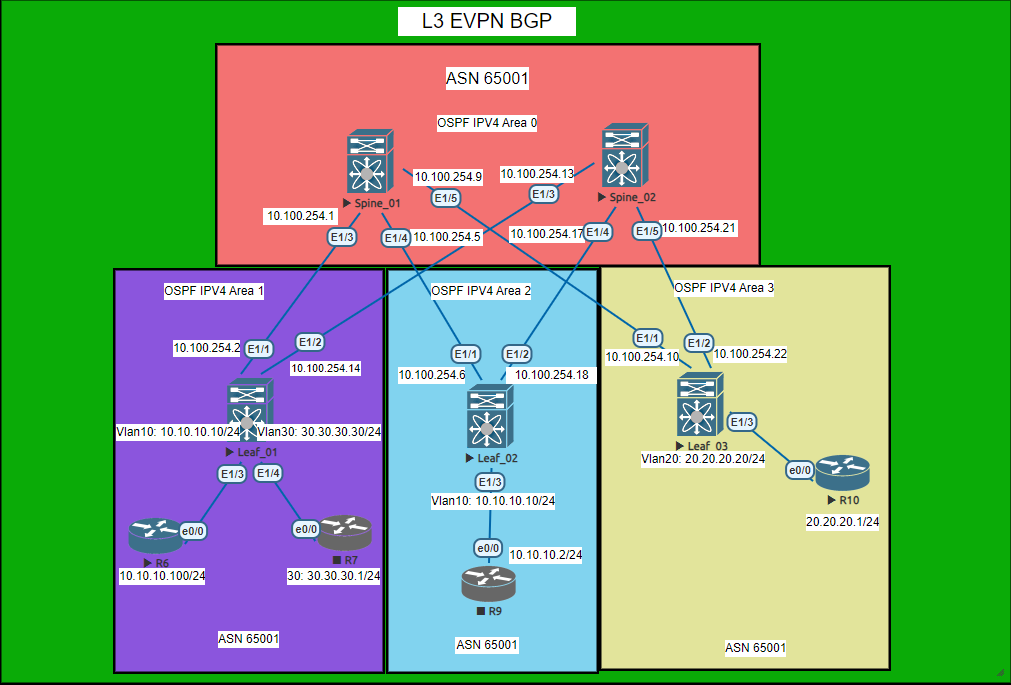 L3 EVPN BGP
ASN 65001
OSPF IPV4 Area 0
Spine_01
Spine_02
10.100.254.9
10.100.254.13
E1/5
E1/3
10.100.254.1
E1/3
E1/4
10.100.254.5
10.100.254.17
E1/4
E1/5
10.100.254.21
OSPF IPV4 Area 1
OSPF IPV4 Area 2
OSPF IPV4 Area 3
10.100.254.2
E1/1
E1/2
10.100.254.14
E1/1
E1/2
10.100.254.6
10.100.254.18
E1/1
E1/2
10.100.254.10
10.100.254.22
Vlan10: 10.10.10.10/24
Vlan30: 30.30.30.30/24
Leaf_01
E1/3
E1/4
Leaf_02
E1/3
Vlan10: 10.10.10.10/24
E1/3
Leaf_03
Vlan20: 20.20.20.20/24
e0/0
R10
20.20.20.1/24
e0/0
R6
10.10.10.100/24
e0/0
R7
30: 30.30.30.1/24
e0/0
10.10.10.2/24
R9
ASN 65001
ASN 65001
ASN 65001